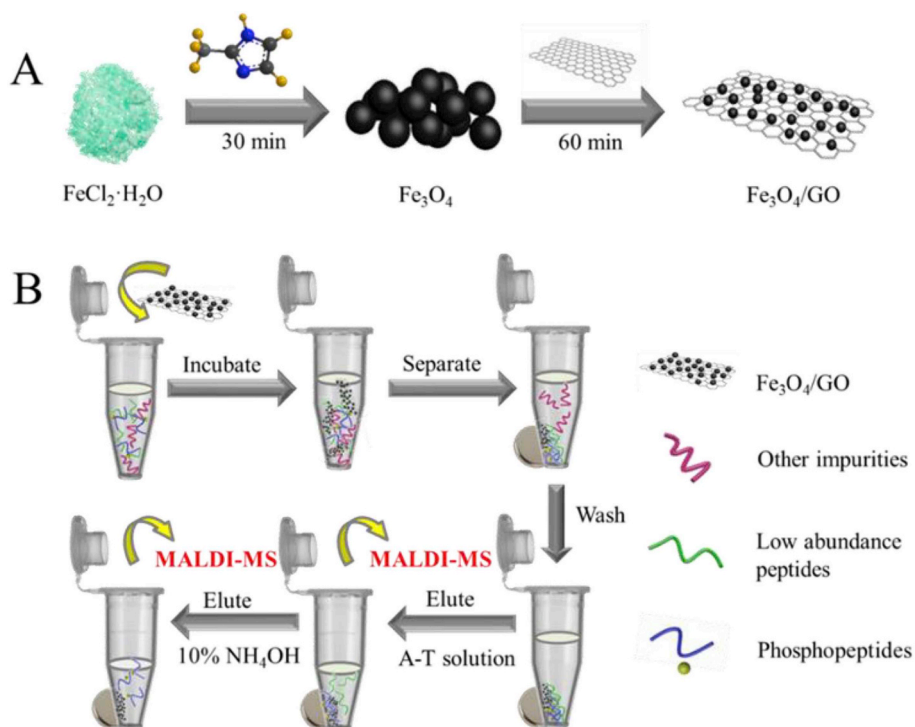 A
30 min
60 min
FeCl₂·H₂O
Fe₃O₄
Fe₃O₄/GO
B
Incubate
Separate
Fe₃O₄/GO
Other impurities
Wash
MALDI-MS
MALDI-MS
Low abundance
peptides
Elute
Elute
10% NH₄OH
A-T solution
Phosphopeptides